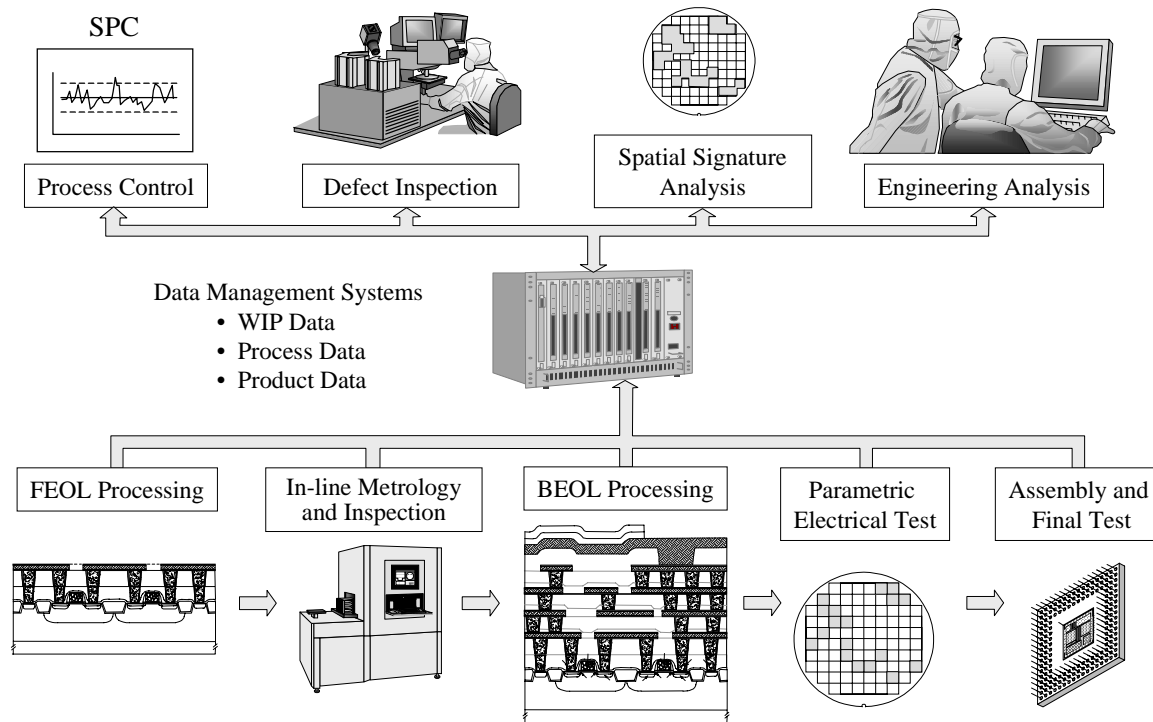 SPC
Process Control
Defect Inspection
Spatial Signature
Analysis
Engineering Analysis
Data Management Systems
• WIP Data
• Process Data
• Product Data
FEOL Processing
In-line Metrology
and Inspection
BEOL Processing
Parametric
Electrical Test
Assembly and
Final Test